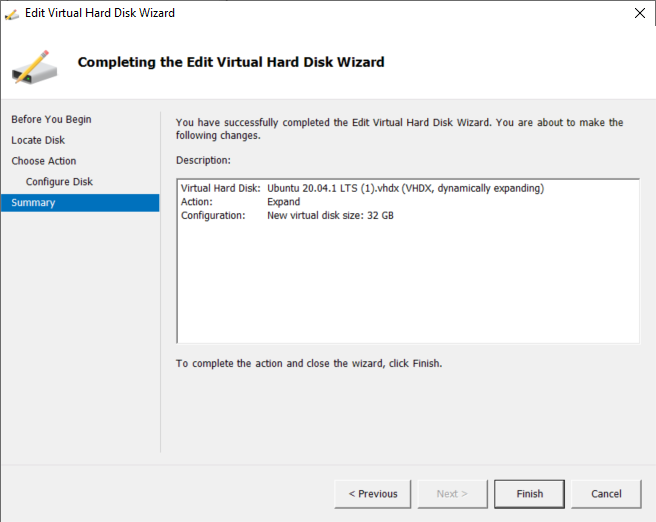 Edit Virtual Hard Disk Wizard
Completing the Edit Virtual Hard Disk Wizard
Before You Begin
Locate Disk
Choose Action
Configure Disk
Summary
You have successfully completed the Edit Virtual Hard Disk Wizard. You are about to make the
following changes.
Description:
Virtual Hard Disk: Ubuntu 20.04.1 LTS (1).vhdx (VHDX, dynamically expanding)
Action: Expand
Configuration: New virtual disk size: 32 GB
To complete the action and close the wizard, click Finish.
< Previous
Next >
Finish
Cancel